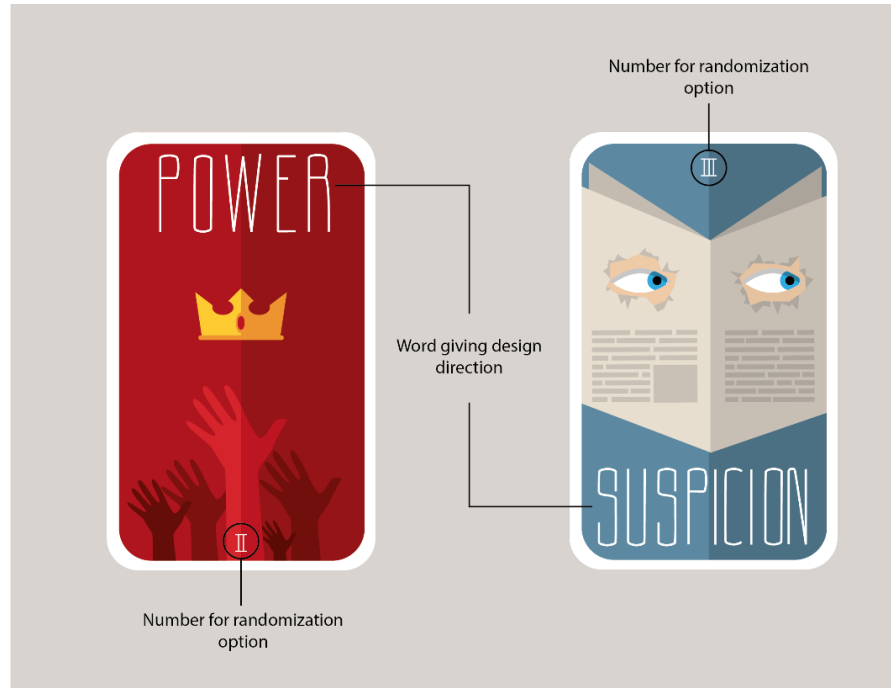 Number for randomization
option
III
POWER
Word giving design
direction
SUSPICION
II
Number for randomization
option